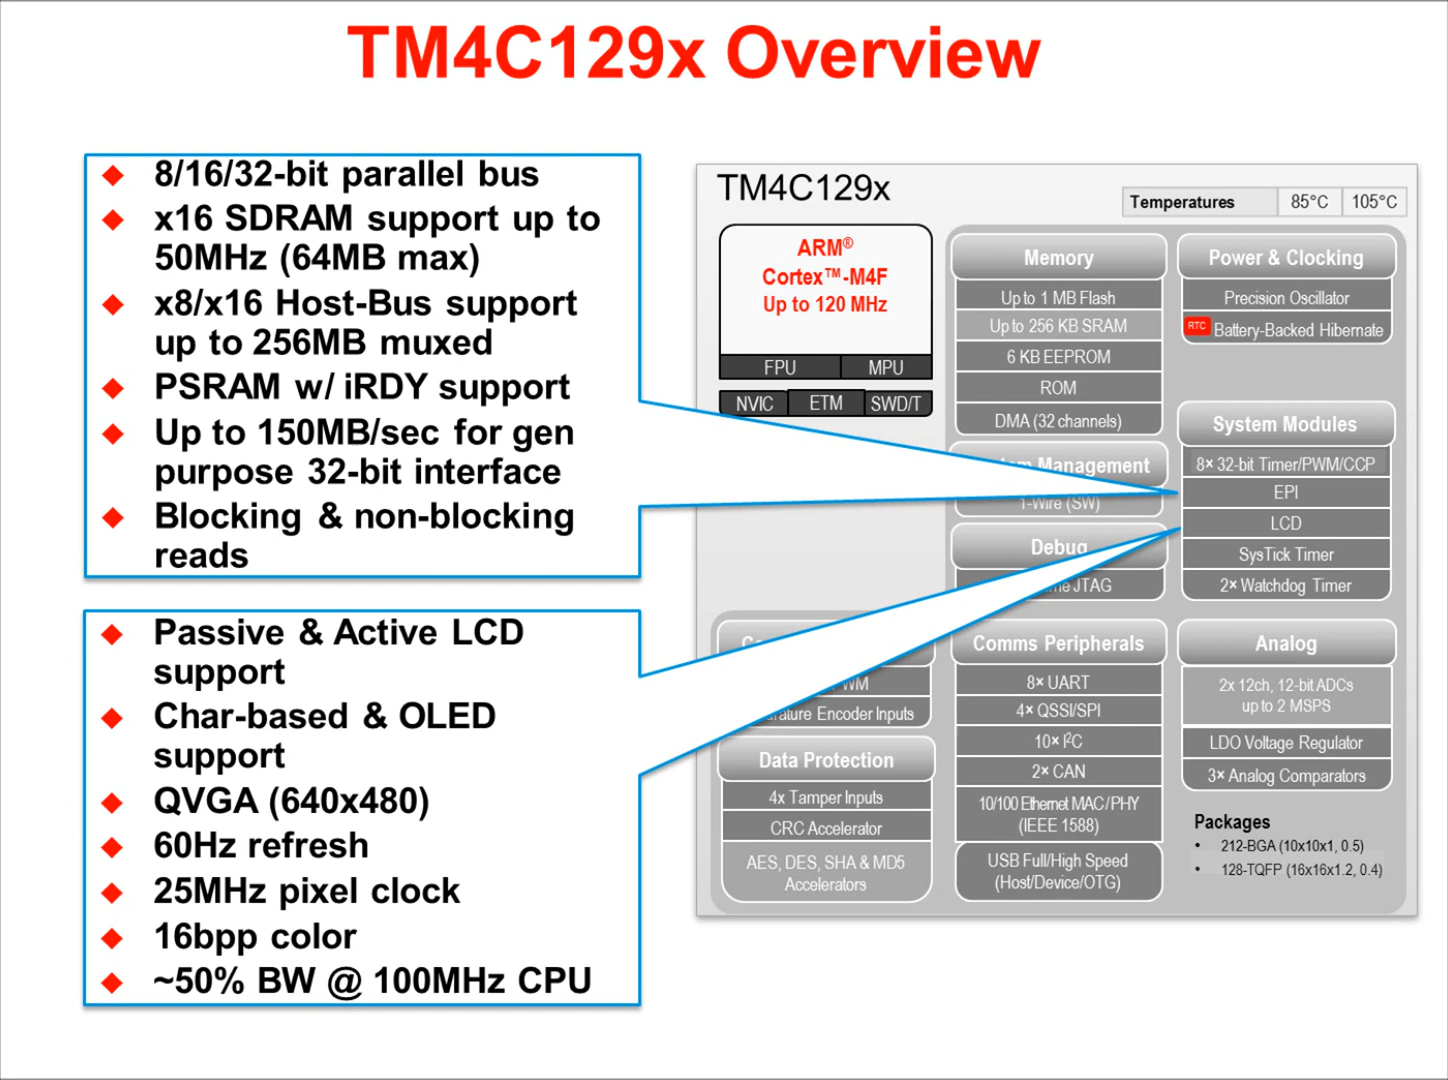 TM4C129x Overview
8/16/32-bit parallel bus
x16 SDRAM support up to
50MHz (64MB max)
x8/x16 Host-Bus support
up to 256MB muxed
PSRAM w/ iRDY support
Up to 150MB/sec for gen
purpose 32-bit interface
Blocking & non-blocking
reads
Passive & Active LCD
support
Char-based & OLED
support
QVGA (640x480)
60Hz refresh
25MHz pixel clock
16bpp color
~50% BW @ 100MHz CPU
TM4C129x
Temperatures 85°C 105°C
ARM®
Cortex™-M4F
Up to 120 MHz
FPU MPU
NVIC ETM SWD/T
Memory
Up to 1 MB Flash
Up to 256 KB SRAM
6 KB EEPROM
ROM
DMA (32 channels)
Management
1-Wire (SW)
Debug
JTAG
Power & Clocking
Precision Oscillator
RTC Battery-Backed Hibernate
System Modules
8× 32-bit Timer/PWM/CCP
EPI
LCD
SysTick Timer
2× Watchdog Timer
Encoder Inputs
Data Protection
4x Tamper Inputs
CRC Accelerator
AES, DES, SHA & MD5
Accelerators
Comms Peripherals
8× UART
4× QSSI/SPI
10× I²C
2× CAN
10/100 Ethernet MAC/PHY
(IEEE 1588)
USB Full/High Speed
(Host/Device/OTG)
Analog
2x 12ch, 12-bit ADCs
up to 2 MSPS
LDO Voltage Regulator
3× Analog Comparators
Packages
• 212-BGA (10x10x1, 0.5)
• 128-TQFP (16x16x1.2, 0.4)